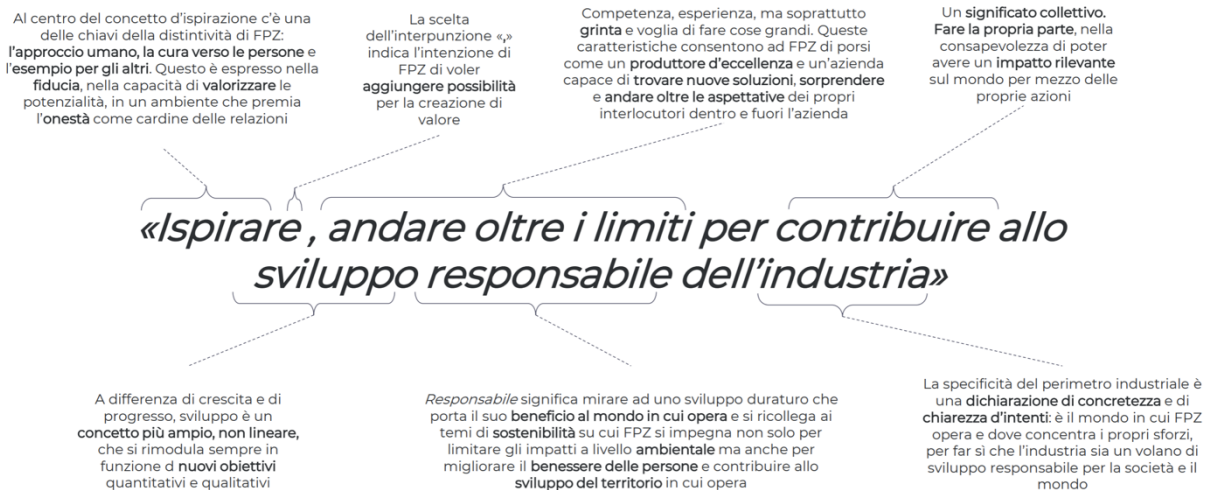 Al centro del concetto d'ispirazione c'è una
delle chiavi della distintività di FPZ:
l'approccio umano, la cura verso le persone e
l'esempio per gli altri. Questo è espresso nella
fiducia, nella capacità di valorizzare le
potenzialità, in un ambiente che premia
l'onestà come cardine delle relazioni
La scelta
dell'interpunzione «,»
indica l'intenzione di
FPZ di voler
aggiungere possibilità
per la creazione di
valore
Competenza, esperienza, ma soprattutto
grinta e voglia di fare cose grandi. Queste
caratteristiche consentono ad FPZ di porsi
come un produttore d'eccellenza e un'azienda
capace di trovare nuove soluzioni, sorprendere
e andare oltre le aspettative dei propri
interlocutori dentro e fuori l'azienda
Un significato collettivo.
Fare la propria parte, nella
consapevolezza di poter
avere un impatto rilevante
sul mondo per mezzo delle
proprie azioni
«Ispirare , andare oltre i limiti per contribuire allo
sviluppo responsabile dell'industria»
A differenza di crescita e di
progresso, sviluppo è un
concetto più ampio, non lineare,
che si rimodula sempre in
funzione d nuovi obiettivi
quantitativi e qualitativi
Responsabile significa mirare ad uno sviluppo duraturo che
porta il suo beneficio al mondo in cui opera e si ricollega ai
temi di sostenibilità su cui FPZ si impegna non solo per
limitare gli impatti a livello ambientale ma anche per
migliorare il benessere delle persone e contribuire allo
sviluppo del territorio in cui opera
La specificità del perimetro industriale è
una dichiarazione di concretezza e di
chiarezza d'intenti: è il mondo in cui FPZ
opera e dove concentra i propri sforzi,
per far sì che l'industria sia un volano di
sviluppo responsabile per la società e il
mondo